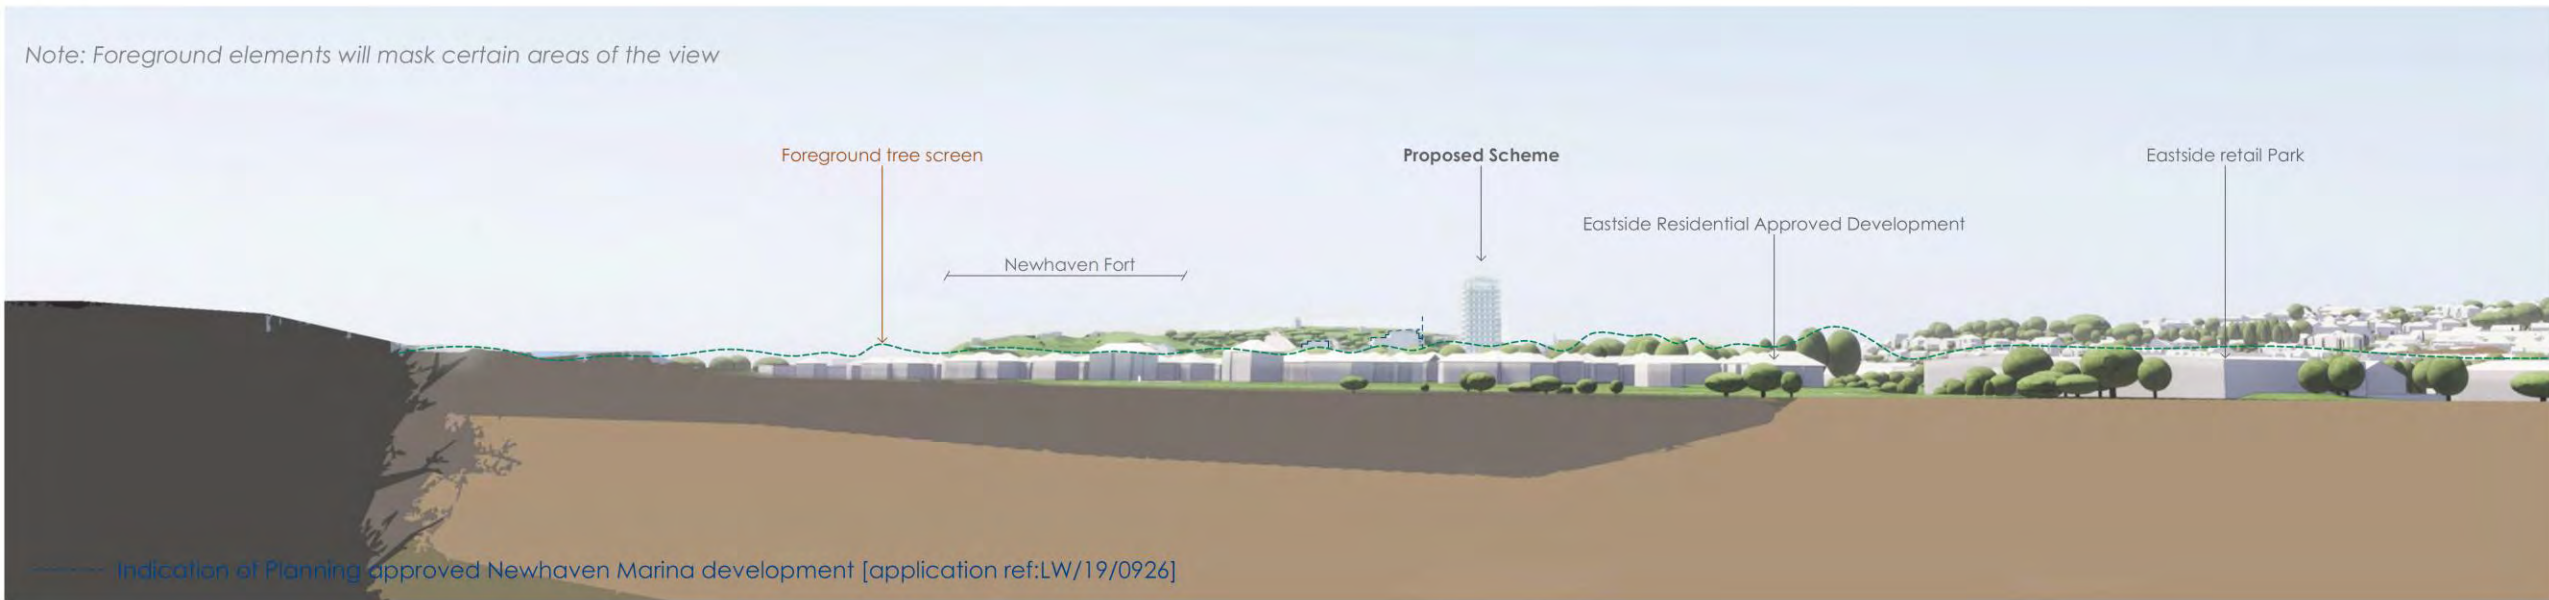 Note: Foreground elements will mask certain areas of the view
Foreground tree screen
Proposed Scheme
Eastside retail Park
Eastside Residential Approved Development
Newhaven Fort
Indication of Planning approved Newhaven Marina development [application ref:LW/19/0926]